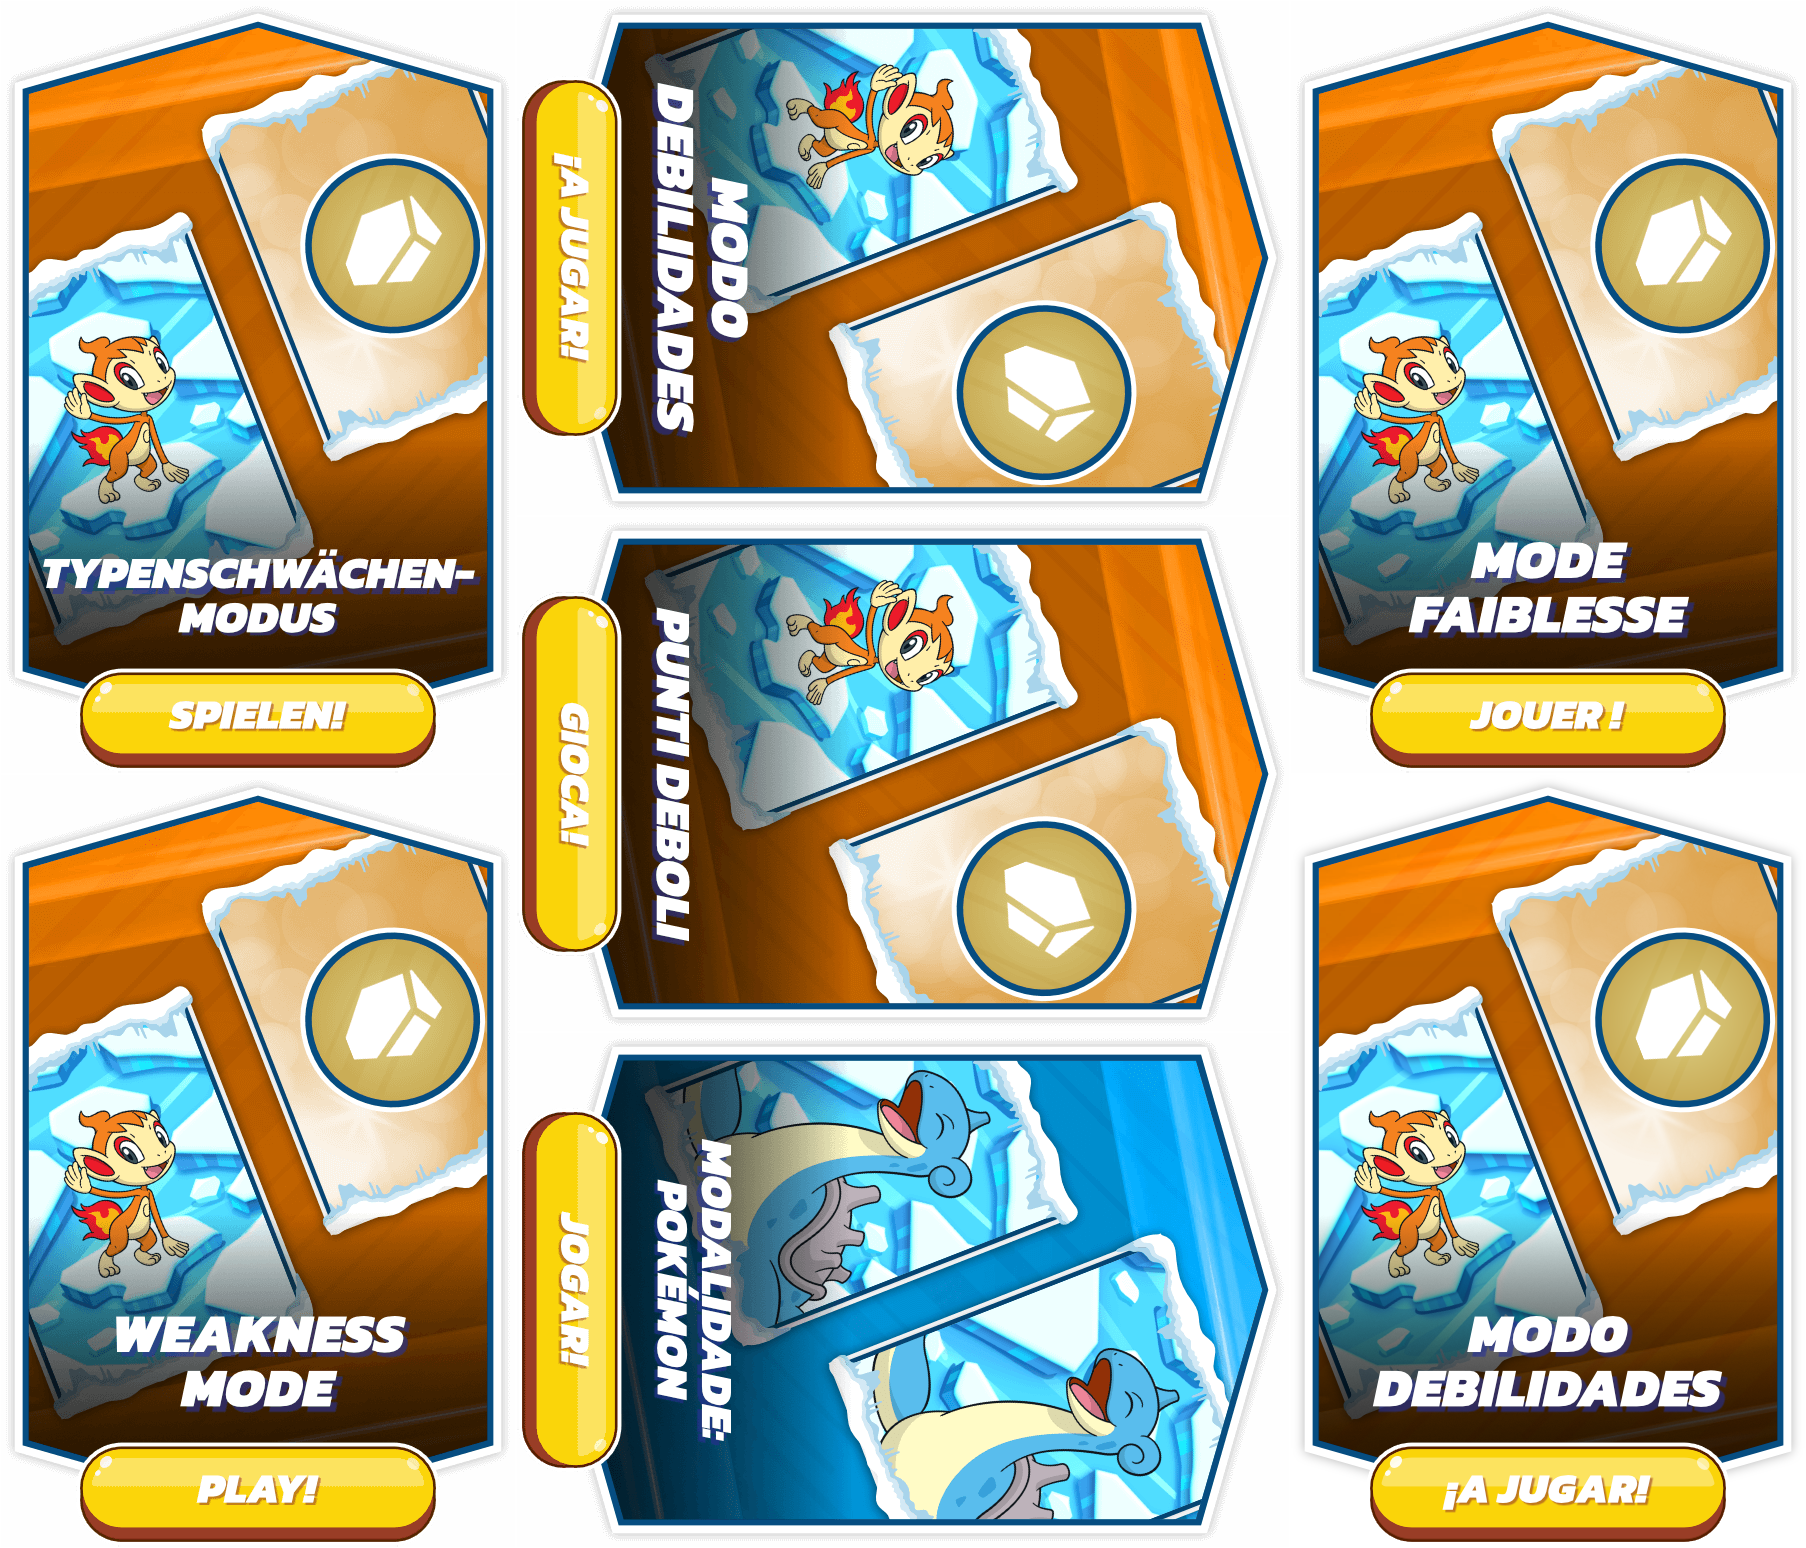 TYPENSCHWÄCHEN-
MODUS
SPIELEN!
MODO
DEBILIDADES
¡A JUGAR!
MODE
FAIBLESSE
JOUER !
PUNTI DEBOLI
GIOCA!
WEAKNESS
MODE
PLAY!
MODALIDADE:
POKÉMON
JOGAR!
MODO
DEBILIDADES
¡A JUGAR!